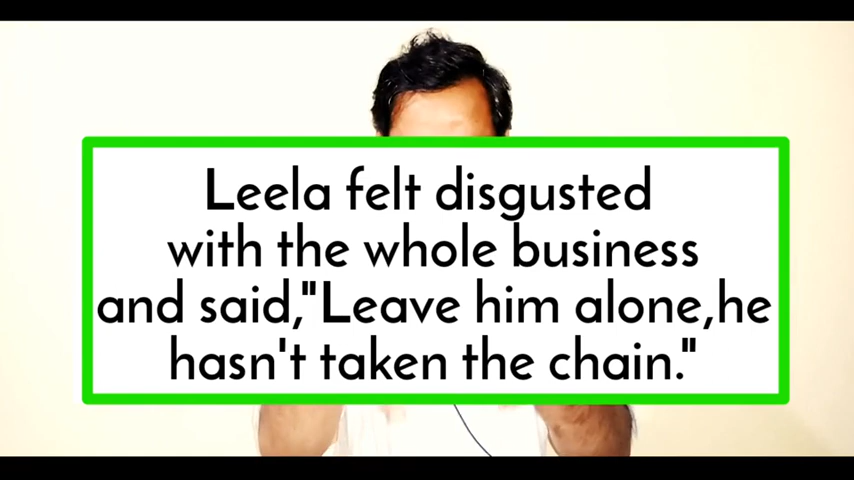 Leela felt disgusted
with the whole business
and said,"Leave him alone,he
hasn't taken the chain."